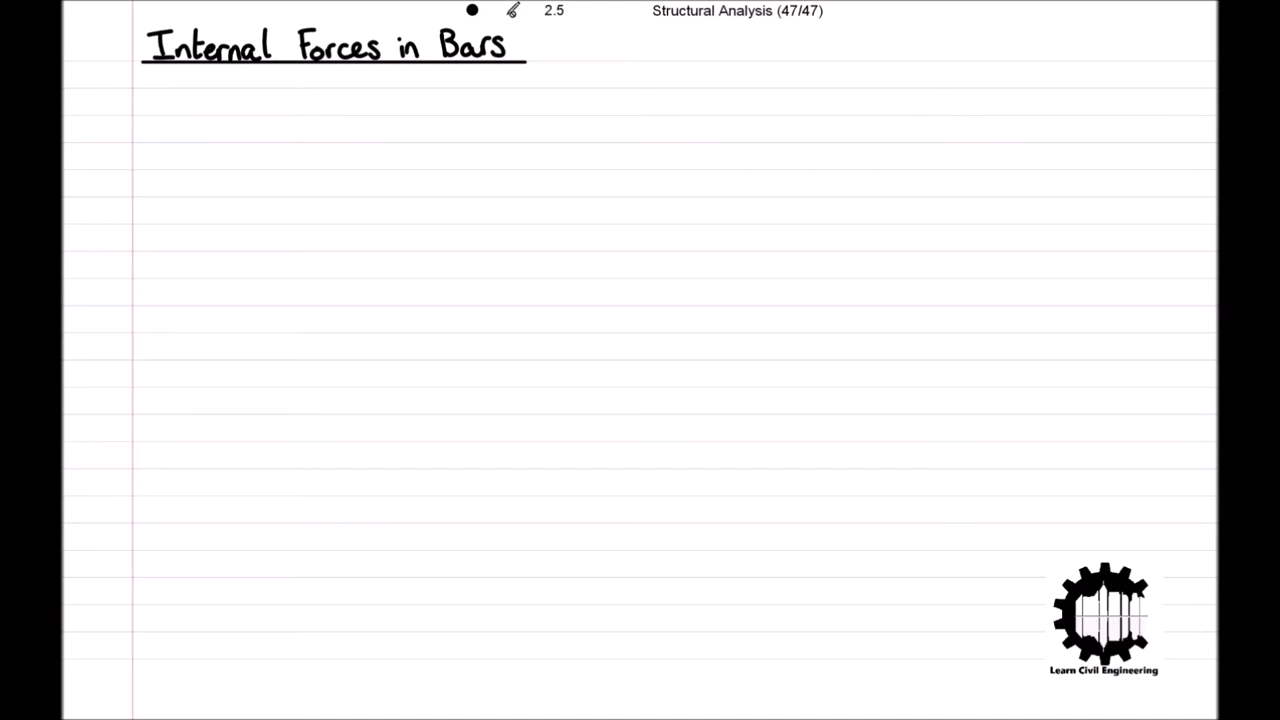 2.5 Structural Analysis (47/47)
Internal Forces in Bars
Learn Civil Engineering